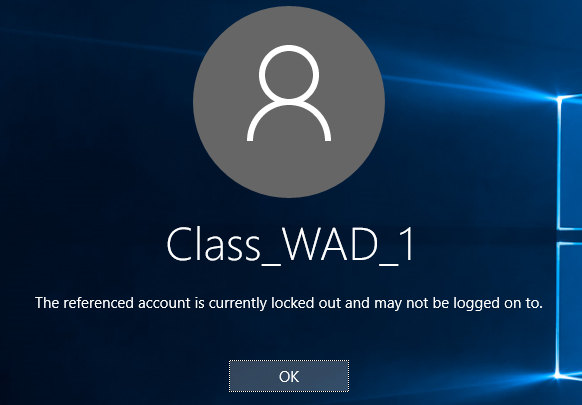 Class_WAD_1
The referenced account is currently locked out and may not be logged on to.
OK